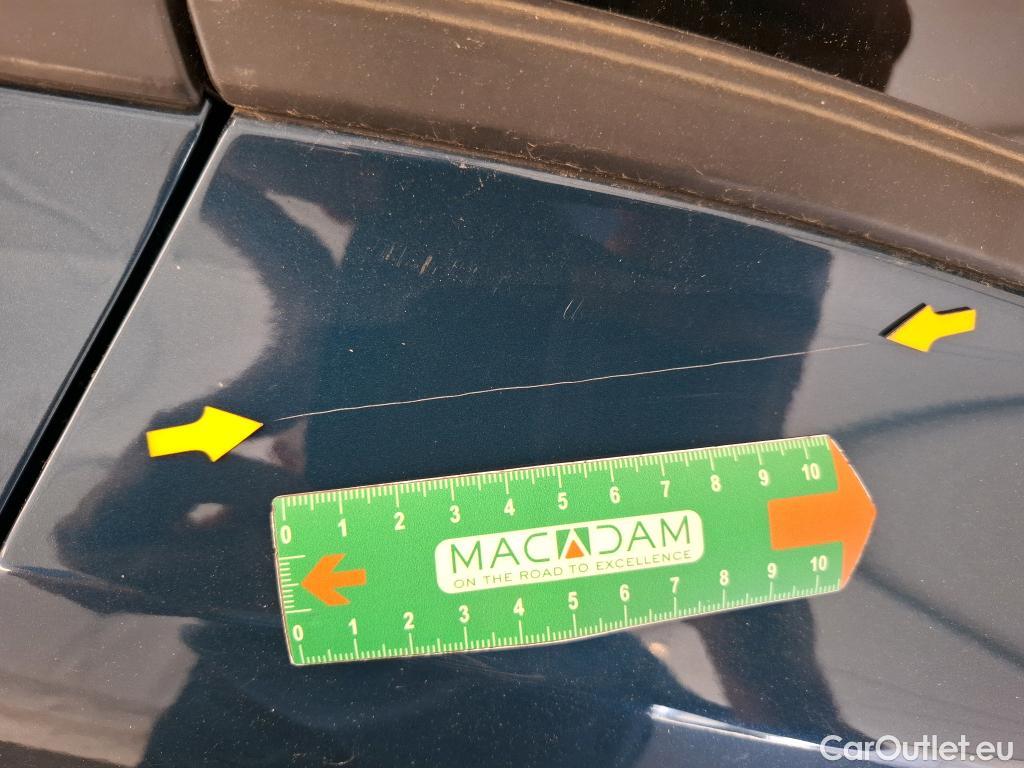 0 1 2 3 4 5 6 7 8 9 10
MACADAM
ON THE ROAD TO EXCELLENCE
0 1 2 3 4 5 6 7 8 9 10
CarOutlet.eu